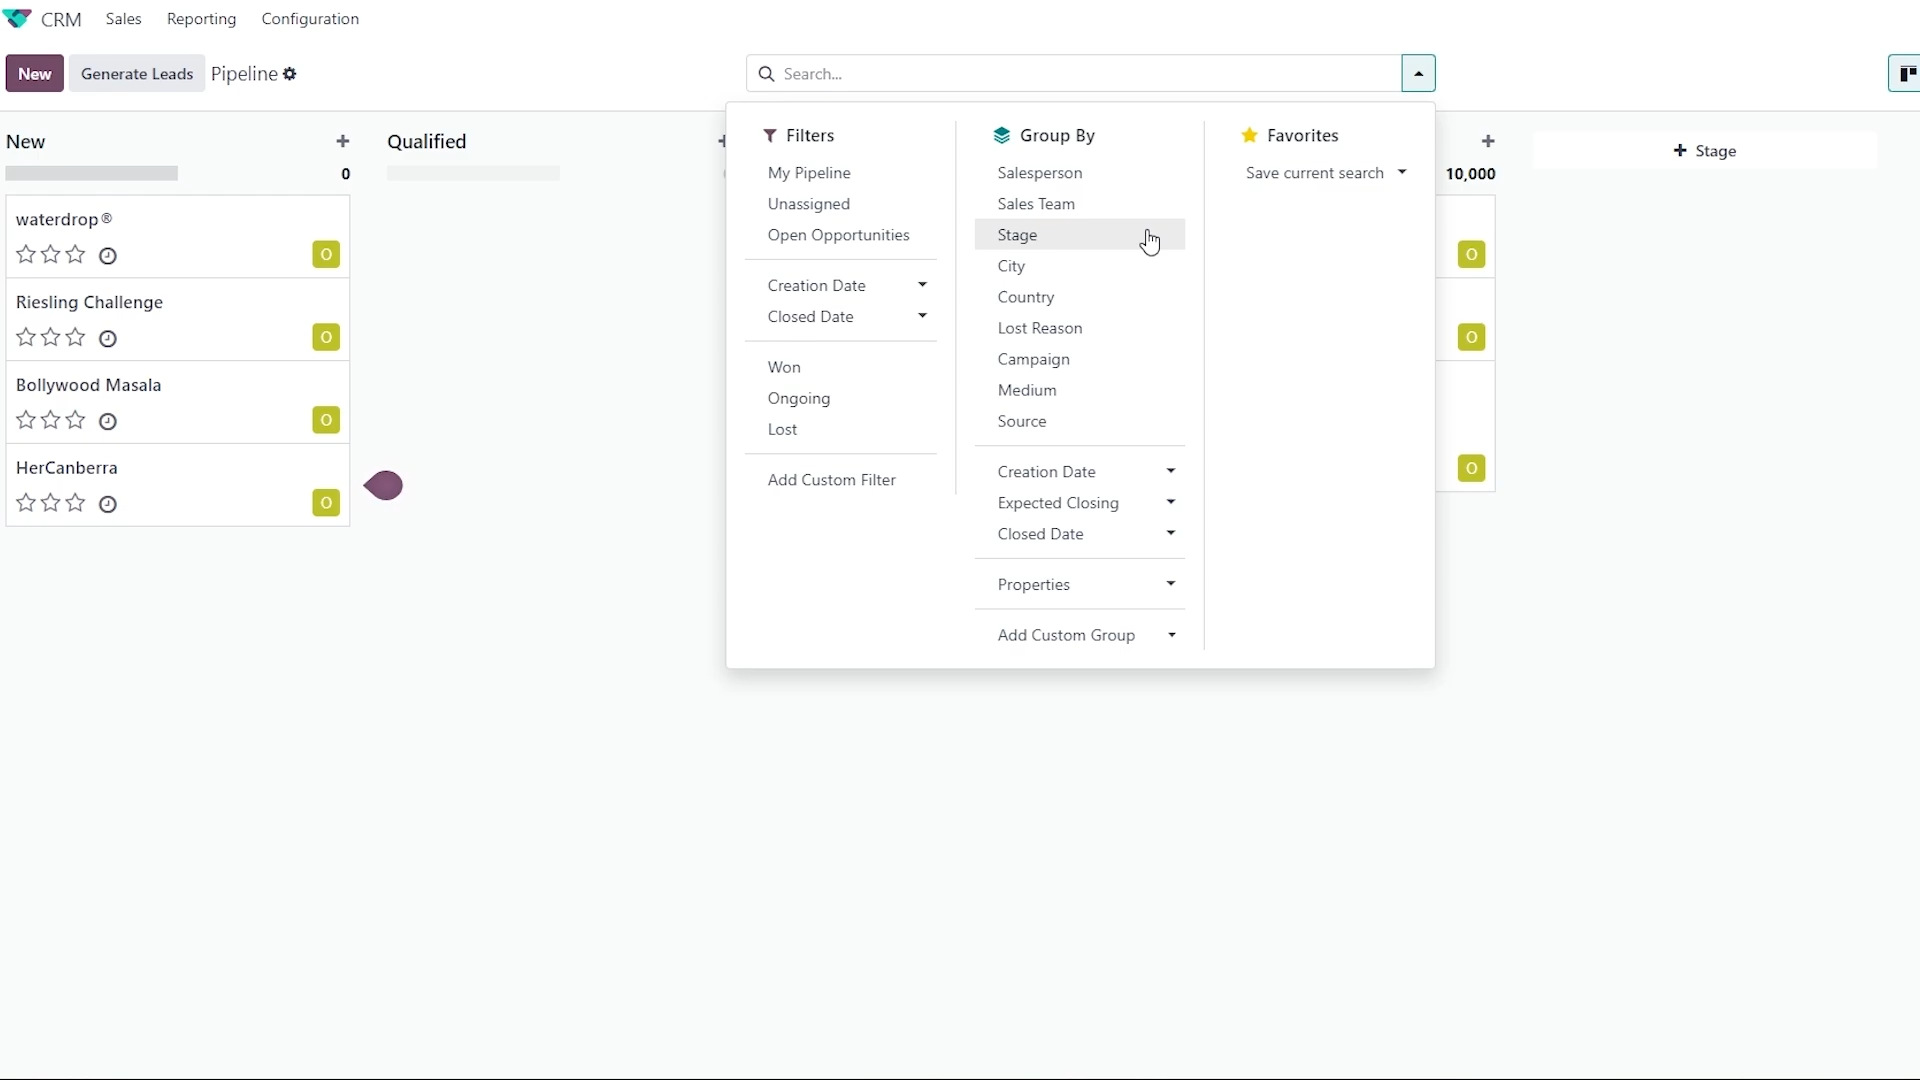 CRM Sales Reporting Configuration
New Generate Leads Pipeline
Search...
New
0
waterdrop®
O
Riesling Challenge
O
Bollywood Masala
O
HerCanberra
O
Qualified
Filters
My Pipeline
Unassigned
Open Opportunities
Creation Date
Closed Date
Won
Ongoing
Lost
Add Custom Filter
Group By
Salesperson
Sales Team
Stage
City
Country
Lost Reason
Campaign
Medium
Source
Creation Date
Expected Closing
Closed Date
Properties
Add Custom Group
Favorites
Save current search
10,000
O
O
O
+ Stage